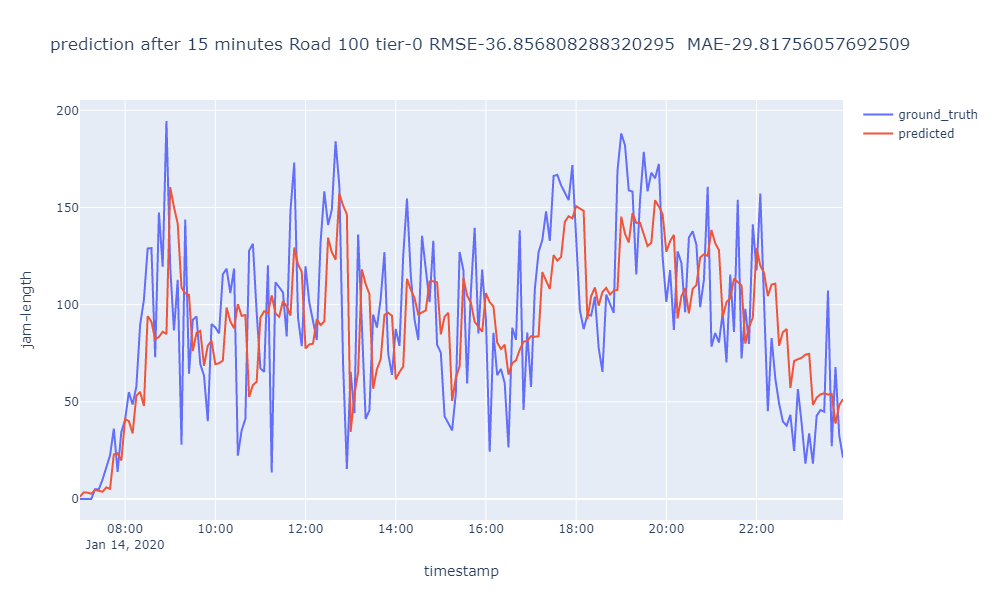 prediction after 15 minutes Road 100 tier-0 RMSE-36.856808288320295  MAE-29.81756057692509
ground_truth
predicted
200
150
100
50
0
jam-length
08:00 10:00 12:00 14:00 16:00 18:00 20:00 22:00
Jan 14, 2020
timestamp